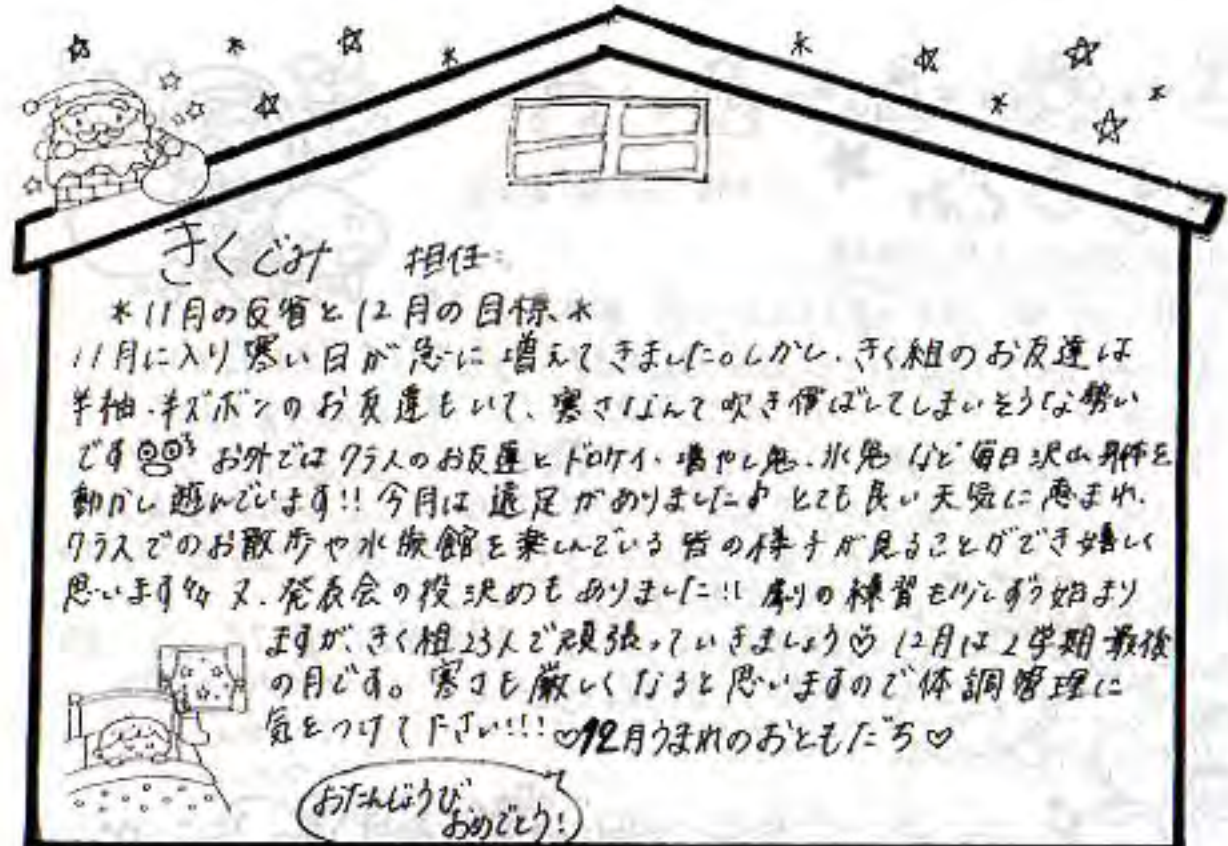 きくぐみ 担任:
*11月の反省と12月の目標*
11月に入り寒い日が急に増えてきました。しかし、きく組のお友達は
半袖・半ズボンのお友達もいて、寒さなんて吹き飛ばしてしまいそうな勢い
です お外ではクラスのお友達とドロケイ、増やし鬼、氷鬼など毎日沢山身体を
動かし遊んでいます!! 今月は遠足がありました♪ とても良い天気に恵まれ、
クラスでのお散歩や水族館を楽しんでいる皆の様子が見ることができ嬉しく
思います 又、発表会の役決めもありました!! 劇の練習も少しずつ始まり
ますが、きく組23人で頑張っていきましょう♡ 12月は2学期最後
の月です。寒さも厳しくなると思いますので体調管理に
気をつけて下さい!!!
♡12月うまれのおともだち♡
おたんじょうび
おめでとう!